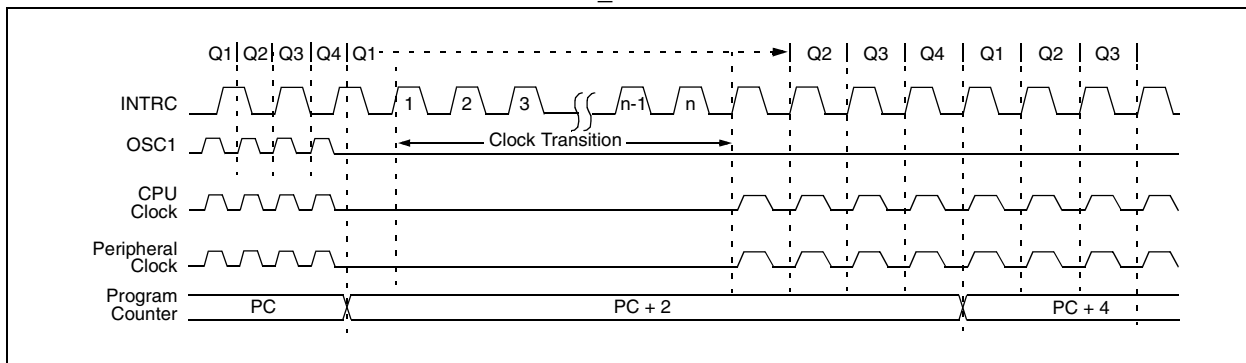 Q1 Q2 Q3 Q4 Q1 Q2 Q3 Q4 Q1 Q2 Q3
INTRC 1 2 3 n-1 n
Clock Transition
OSC1
CPU
Clock
Peripheral
Clock
Program
Counter
PC PC + 2 PC + 4